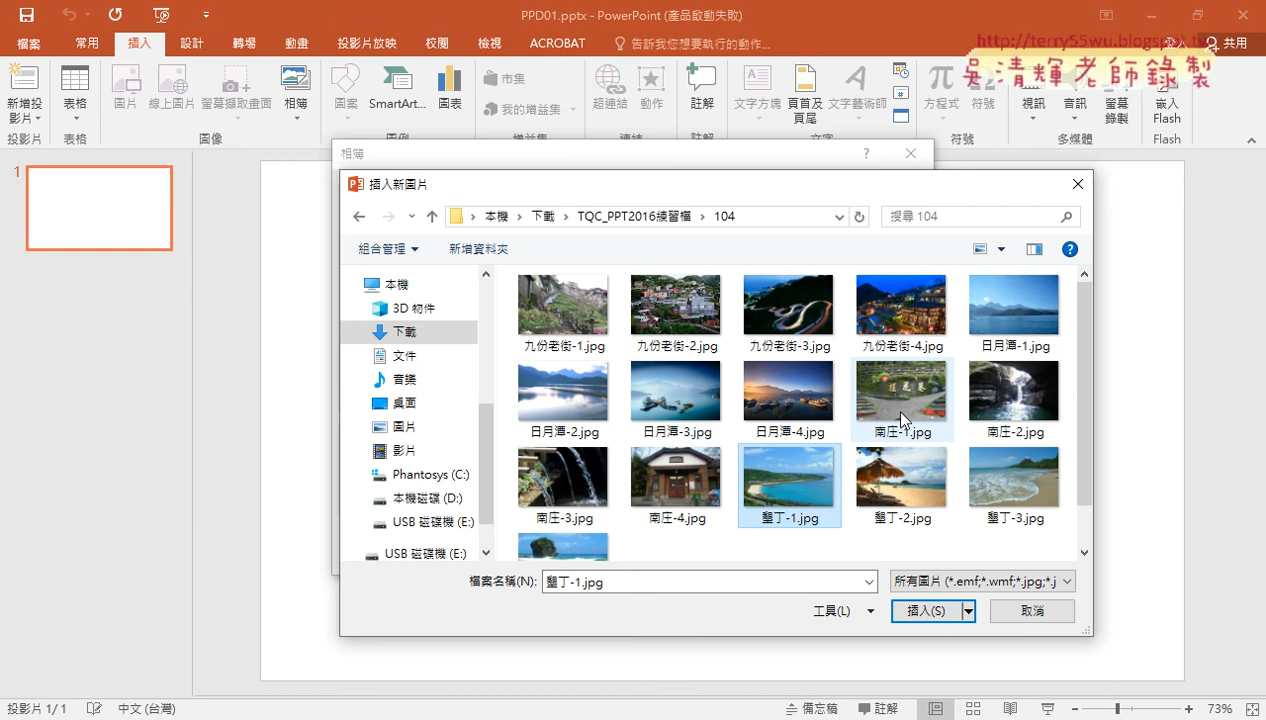 PPD01.pptx - PowerPoint (產品啟動失敗)
檔案 常用 插入 設計 轉場 動畫 投影片放映 校閱 檢視 ACROBAT 告訴我您想要執行的動作... 共用
http://terry55wu.blogspot.tw
吳清輝老師錄製
新增投影片 表格 圖片 線上圖片 螢幕擷取畫面 相簿 圖案 SmartArt... 圖表 市集 我的增益集 超連結 動作 註解 文字方塊 頁首及頁尾 文字藝術師 方程式 符號 視訊 音訊 螢幕錄製 嵌入 Flash
投影片 表格 圖像 圖例 增益集 連結 註解 文字 符號 多媒體 Flash
1
相簿 ?
插入新圖片
本機 下載 TQC_PPT2016練習檔 104 搜尋 104
組合管理 新增資料夾
本機
3D 物件
下載
文件
音樂
桌面
圖片
影片
Phantosys (C:)
本機磁碟 (D:)
USB 磁碟機 (E:)
USB 磁碟機 (E:)
九份老街-1.jpg 九份老街-2.jpg 九份老街-3.jpg 九份老街-4.jpg 日月潭-1.jpg
日月潭-2.jpg 日月潭-3.jpg 日月潭-4.jpg 南庄-1.jpg 南庄-2.jpg
南庄-3.jpg 南庄-4.jpg 墾丁-1.jpg 墾丁-2.jpg 墾丁-3.jpg
檔案名稱(N): 墾丁-1.jpg 所有圖片 (*.emf;*.wmf;*.jpg;*.j
工具(L) 插入(S) 取消
投影片 1/1 中文 (台灣) 備忘稿 註解 73%